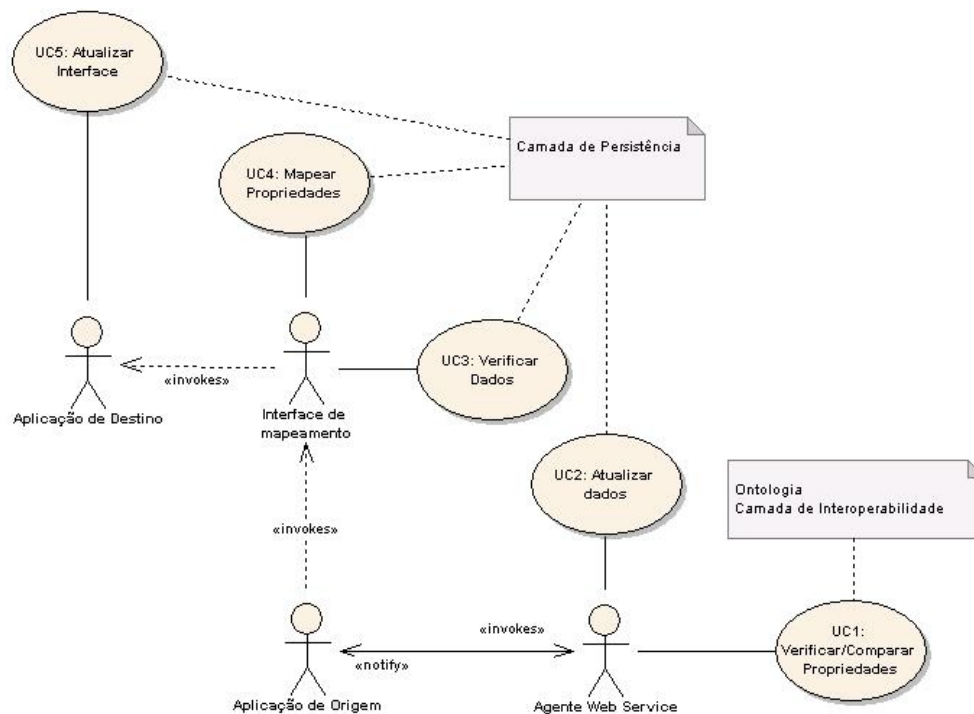 UC5: Atualizar
Interface
Camada de Persistência
UC4: Mapear
Propriedades
UC3: Verificar
Dados
«invokes»
Aplicação de Destino
Interface de
mapeamento
UC2: Atualizar
dados
Ontologia
Camada de Interoperabilidade
«invokes»
«invokes»
«notify»
UC1:
Verificar/Comparar
Propriedades
Aplicação de Origem
Agente Web Service